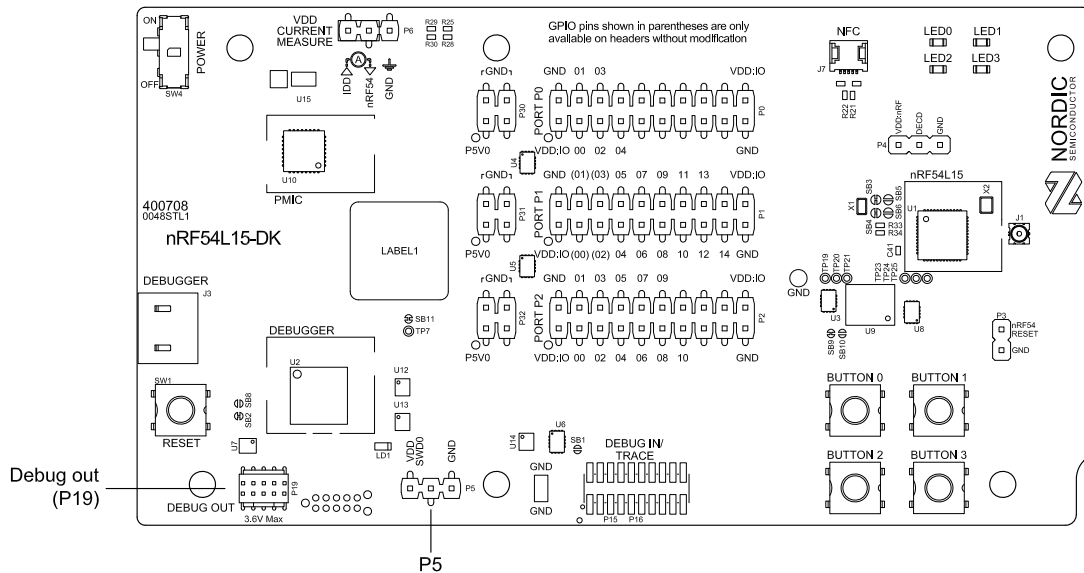 ON
OFF
SW4
POWER
VDD
CURRENT
MEASURE
P6
R29
R25
R30
R28
U15
IDD
A
nRF54
GND
GPIO pins shown in parentheses are only
available on headers without modification
NFC
J7
R22
R21
LED0
LED1
LED2
LED3
NORDIC
SEMICONDUCTOR
U10
PMIC
GND
P30
P5V0
U4
PORT P0
GND 01 03 VDD:IO
P0
VDD:IO 00 02 04 GND
P4
VDD:nRF
DECD
GND
nRF54L15
400708
0048STL1
nRF54L15-DK
LABEL1
GND
P31
P5V0
U5
PORT P1
GND (01) (03) 05 07 09 11 13 VDD:IO
P1
VDD:IO (00) (02) 04 06 08 10 12 14 GND
X1
SB3
SB5
SB4
SB6
R33
R34
C41
U1
X2
J1
DEBUGGER
J3
GND
P32
P5V0
PORT P2
GND 01 03 05 07 09 VDD:IO
P2
VDD:IO 00 02 04 06 08 10 GND
TP19
TP20
TP21
TP23
TP24
TP25
GND
U3
U9
U8
SB9
SB10
P3
nRF54
RESET
GND
SB11
TP7
DEBUGGER
U2
U12
U13
LD1
SW1
RESET
SB8
SB2
U7
BUTTON 0
BUTTON 1
BUTTON 2
BUTTON 3
Debug out
(P19)
DEBUG OUT
P19
3.6V Max
VDD
SWD0
GND
P5
P5
U14
U6
SB1
GND
GND
DEBUG IN/
TRACE
P15
P16